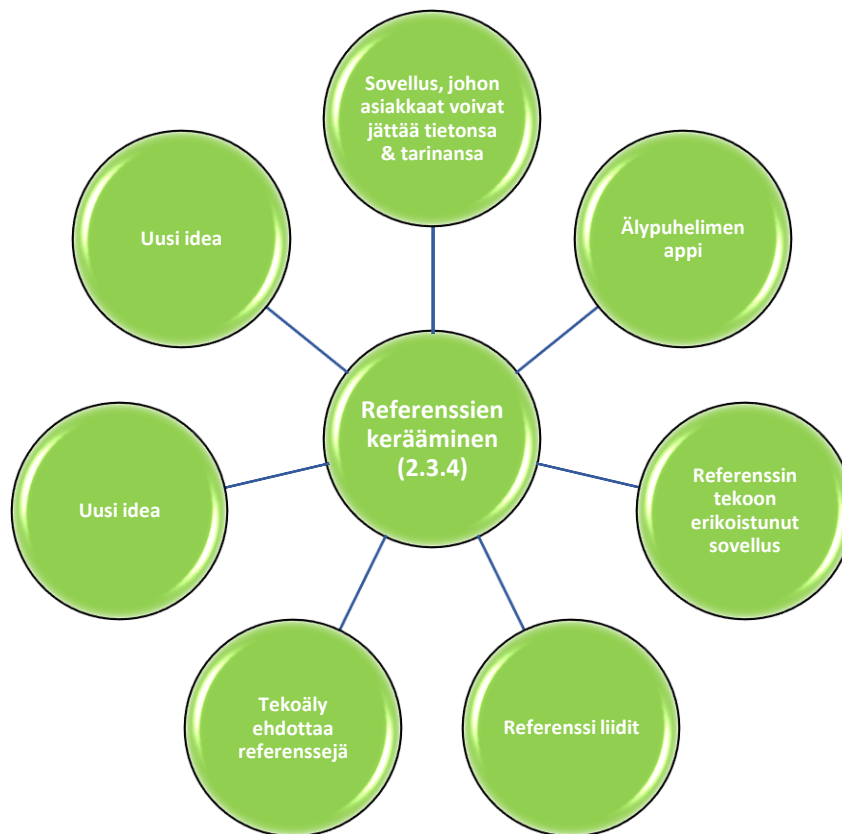 Sovellus, johon
asiakkaat voivat
jättää tietonsa
& tarinansa
Uusi idea
Älypuhelimen
appi
Referenssien
kerääminen
(2.3.4)
Uusi idea
Referenssin
tekoon
erikoistunut
sovellus
Tekoäly
ehdottaa
referenssejä
Referenssi liidit